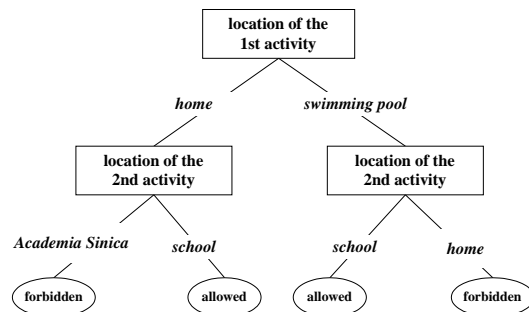 location of the
1st activity
home
swimming pool
location of the
2nd activity
location of the
2nd activity
Academia Sinica
school
school
home
forbidden
allowed
allowed
forbidden